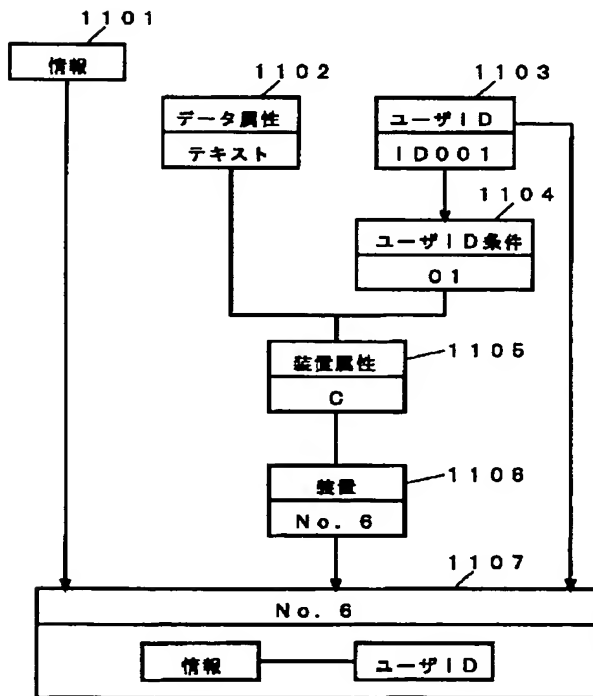 1101
情報
1102
データ属性
テキスト
1103
ユーザID
ID001
1104
ユーザID条件
01
1105
装置属性
C
1106
装置
No. 6
1107
No. 6
情報
ユーザID